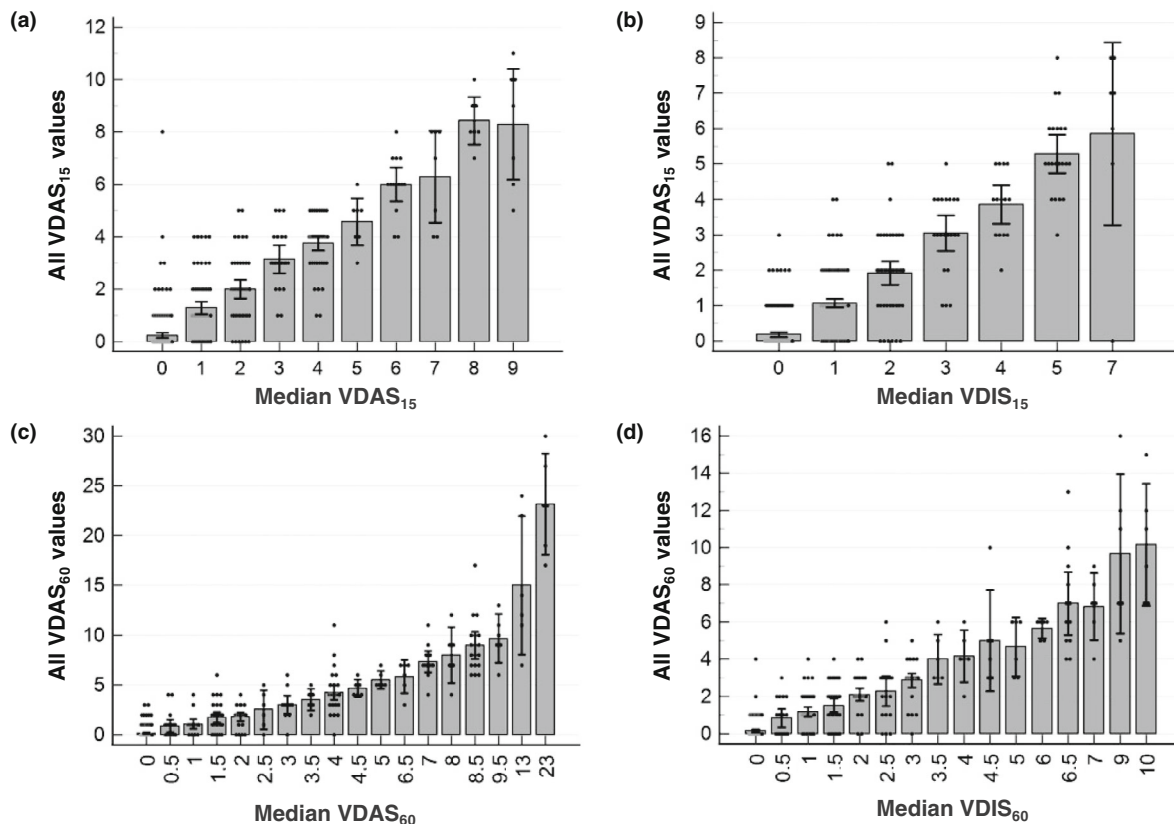 (a)
All VDAS15 values
12
10
8
6
4
2
0
0 1 2 3 4 5 6 7 8 9
Median VDAS15
(b)
All VDAS15 values
9
8
7
6
5
4
3
2
1
0
0 1 2 3 4 5 7
Median VDIS15
(c)
All VDAS60 values
30
25
20
15
10
5
0
0 0.5 1 1.5 2 2.5 3 3.5 4 4.5 5 6.5 7 8 8.5 9.5 13 23
Median VDAS60
(d)
All VDAS60 values
16
14
12
10
8
6
4
2
0
0 0.5 1 1.5 2 2.5 3 3.5 4 4.5 5 6 6.5 7 9 10
Median VDIS60